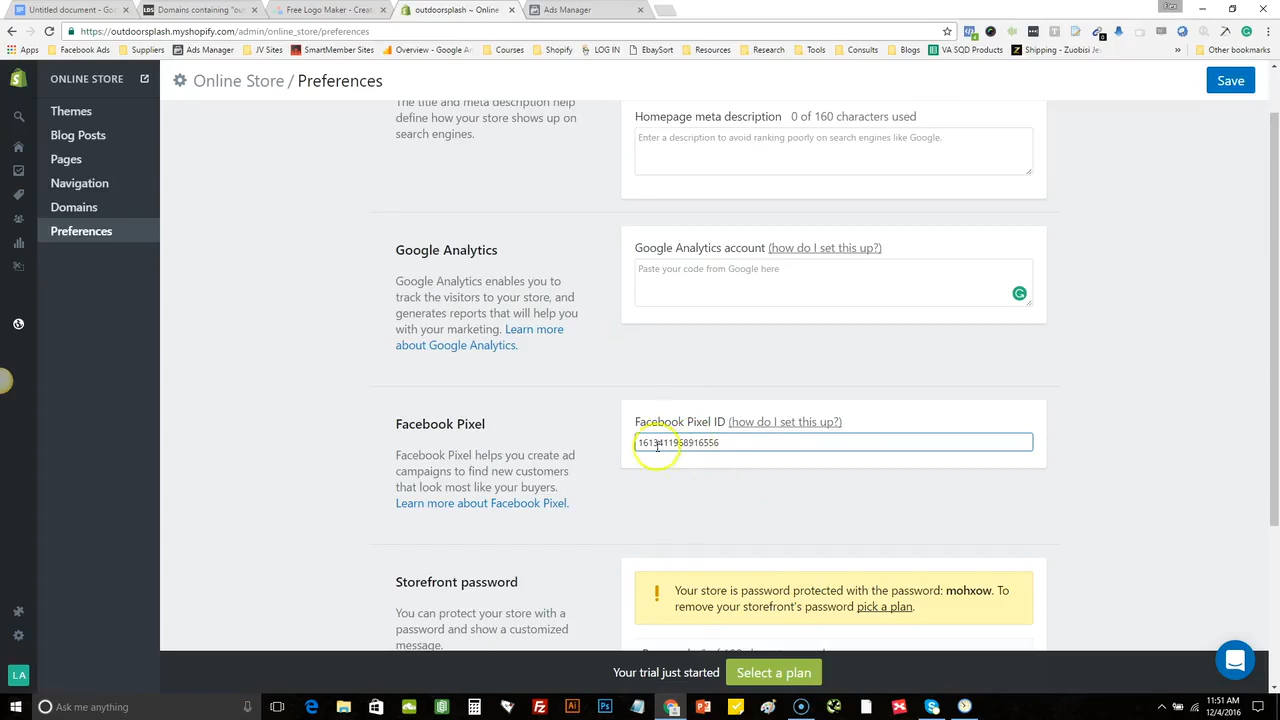 Untitled document - Go
Domains containing "out
Free Logo Maker - Creat
outdoorsplash ~ Online
Ads Manager
https://outdoorsplash.myshopify.com/admin/online_store/preferences
Apps
Facebook Ads
Suppliers
Ads Manager
JV Sites
SmarterSite Members
Overview - Google An
Courses
Shopify
LOG IN
EbaySort
Resources
Research
Tools
Consults
Blogs
VA SQD Products
Shipping - Zuobisi Je
»
Other bookmarks
ONLINE STORE
Online Store / Preferences
Save
Themes
Blog Posts
Pages
Navigation
Domains
Preferences
The title and meta description help
define how your store shows up on
search engines.
Homepage meta description 0 of 160 characters used
Enter a description to avoid ranking poorly on search engines like Google.
Google Analytics
Google Analytics enables you to
track the visitors to your store, and
generates reports that will help you
with your marketing. Learn more
about Google Analytics.
Google Analytics account (how do I set this up?)
Paste your code from Google here
Facebook Pixel
Facebook Pixel helps you create ad
campaigns to find new customers
that look most like your buyers.
Learn more about Facebook Pixel.
Facebook Pixel ID (how do I set this up?)
1613411968916556
Storefront password
You can protect your store with a
password and show a customized
message.
Your store is password protected with the password: mohxow. To
remove your storefront's password pick a plan.
Your trial just started
Select a plan
LA
Ask me anything
11:51 AM
12/4/2016